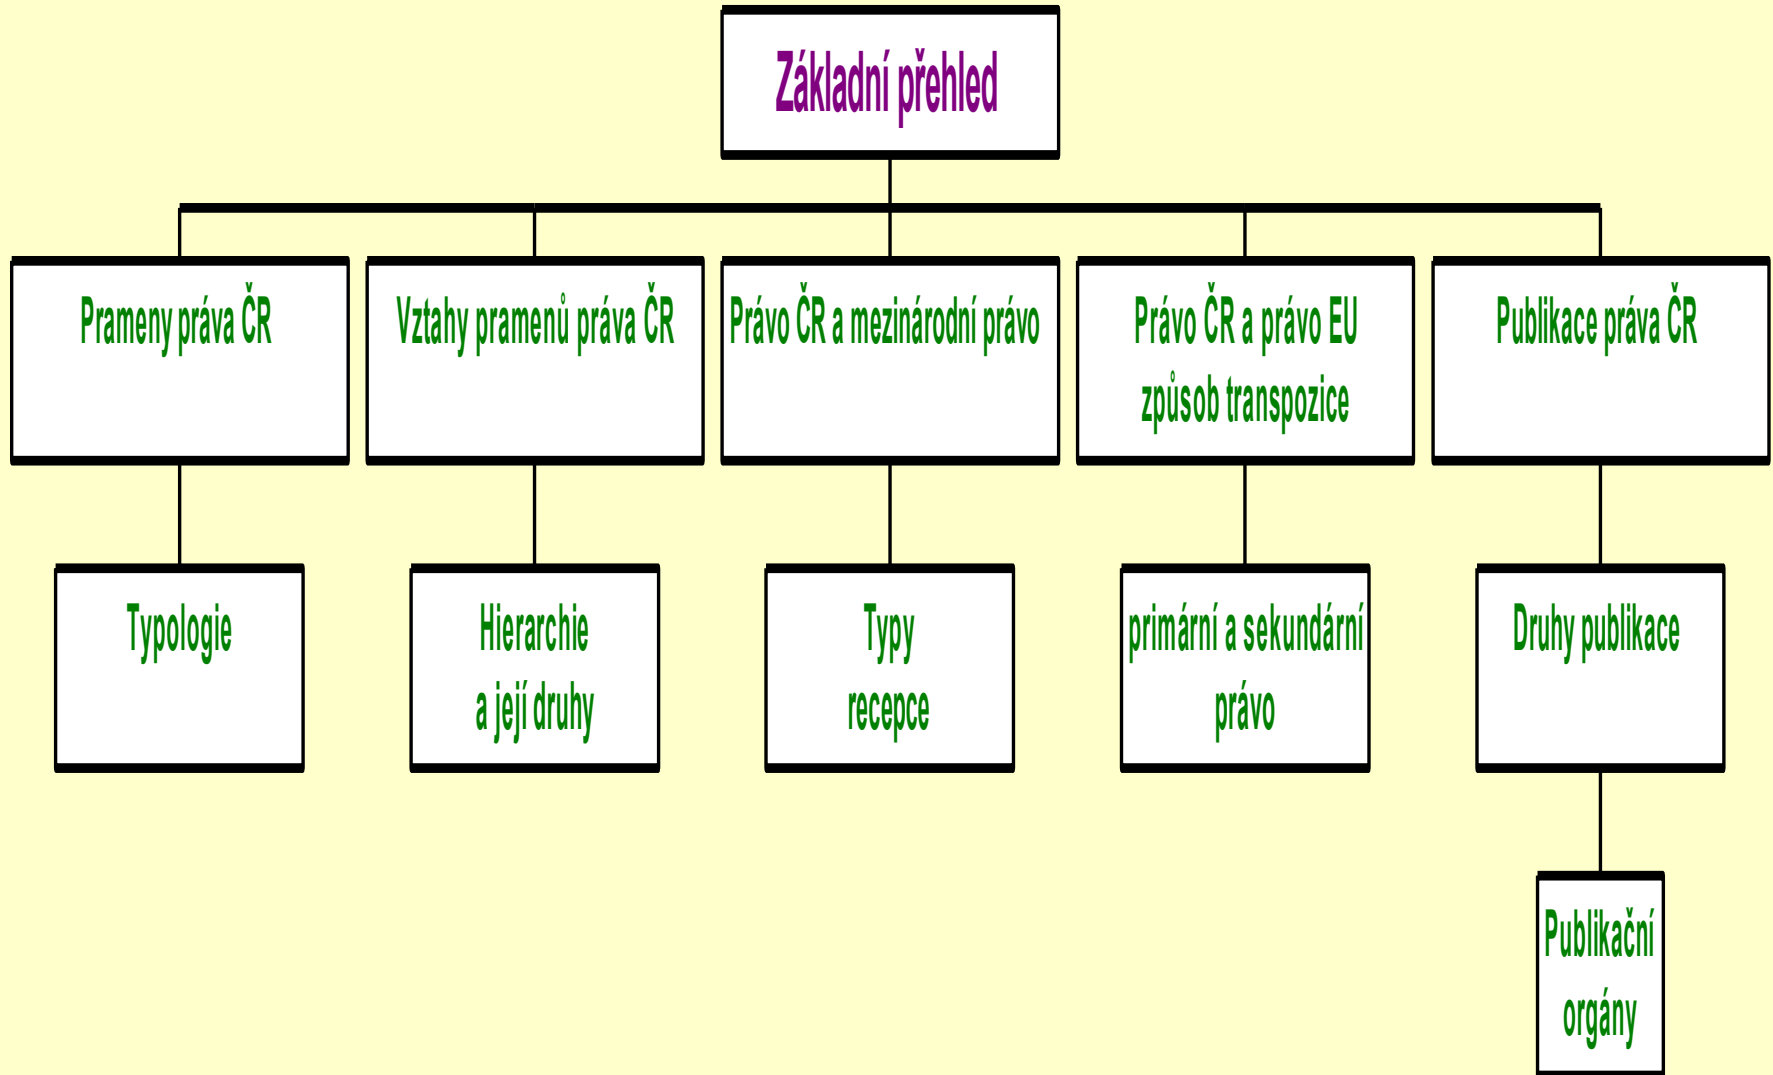 Základní přehled
Prameny práva ČR
Vztahy pramenů práva ČR
Právo ČR a mezinárodní právo
Právo ČR a právo EU
způsob transpozice
Publikace práva ČR
Typologie
Hierarchie
a její druhy
Typy
recepce
primární a sekundární
právo
Druhy publikace
Publikační
orgány